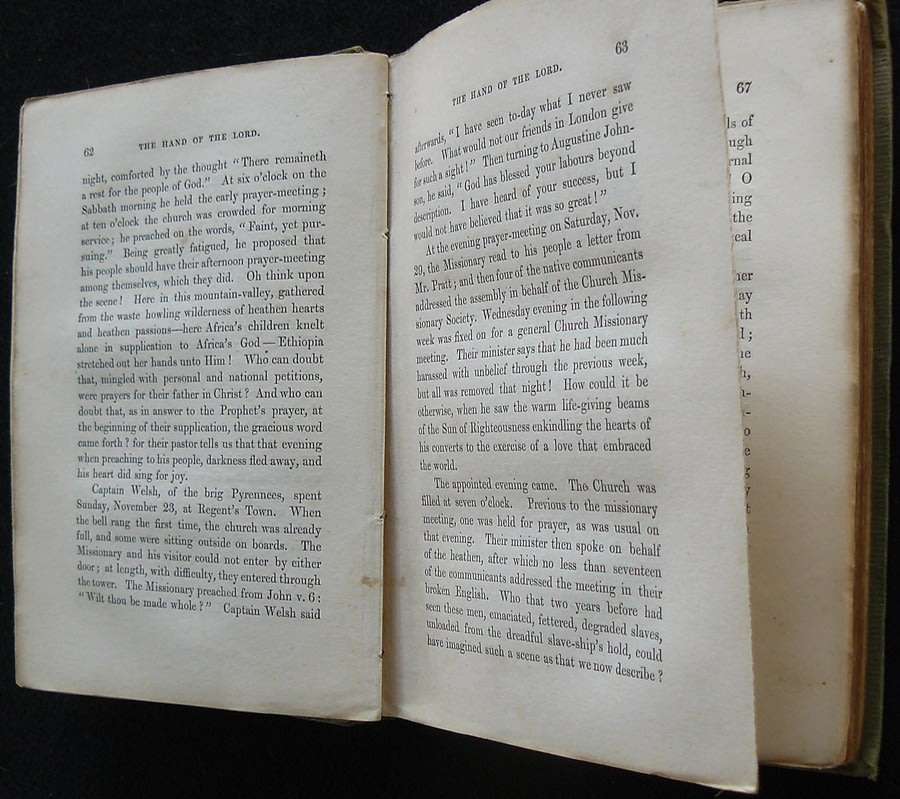 62
THE HAND OF THE LORD.
night, comforted by the thought "There remaineth
a rest for the people of God." At six o'clock on the
Sabbath morning he held the early prayer-meeting;
at ten o'clock the church was crowded for morning
service; he preached on the words, "Faint, yet pur-
suing." Being greatly fatigued, he proposed that
his people should have their afternoon prayer-meeting
among themselves, which they did. Oh think upon
the scene! Here in this mountain-valley, gathered
from the waste howling wilderness of heathen hearts
and heathen passions—here Africa's children knelt
alone in supplication to Africa's God—Ethiopia
stretched out her hands unto Him! Who can doubt
that, mingled with personal and national petitions,
were prayers for their father in Christ? And who can
doubt that, as in answer to the Prophet's prayer, at
the beginning of their supplication, the gracious word
came forth? for their pastor tells us that that evening
when preaching to his people, darkness fled away, and
his heart did sing for joy.
Captain Welsh, of the brig Pyrennees, spent
Sunday, November 23, at Regent's Town. When
the bell rang the first time, the church was already
full, and some were sitting outside on boards. The
Missionary and his visitor could not enter by either
door; at length, with difficulty, they entered through
the tower. The Missionary preached from John v. 6:
"Wilt thou be made whole?" Captain Welsh said
63
THE HAND OF THE LORD.
afterwards, "I have seen to-day what I never saw
before. What would not our friends in London give
for such a sight!" Then turning to Augustine John-
son, he said, "God has blessed your labours beyond
description. I have heard of your success, but I
would not have believed that it was so great!"
At the evening prayer-meeting on Saturday, Nov.
20, the Missionary read to his people a letter from
Mr. Pratt; and then four of the native communicants
addressed the assembly in behalf of the Church Mis-
sionary Society. Wednesday evening in the following
week was fixed on for a general Church Missionary
meeting. Their minister says that he had been much
harassed with unbelief through the previous week,
but all was removed that night! How could it be
otherwise, when he saw the warm life-giving beams
of the Sun of Righteousness enkindling the hearts of
his converts to the exercise of a love that embraced
the world.
The appointed evening came. The Church was
filled at seven o'clock. Previous to the missionary
meeting, one was held for prayer, as was usual on
that evening. Their minister then spoke on behalf
of the heathen, after which no less than seventeen
of the communicants addressed the meeting in their
broken English. Who that two years before had
seen these men, emaciated, fettered, degraded slaves,
unloaded from the dreadful slave-ship's hold, could
have imagined such a scene as that we now describe?
67
of
O
the